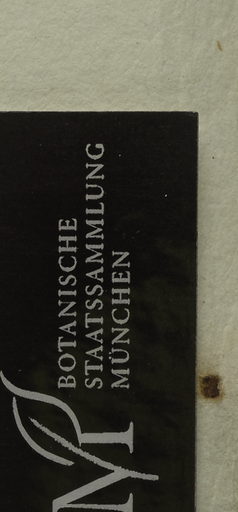 BOTANISCHE
STAATSSAMMLUNG
MÜNCHEN
M